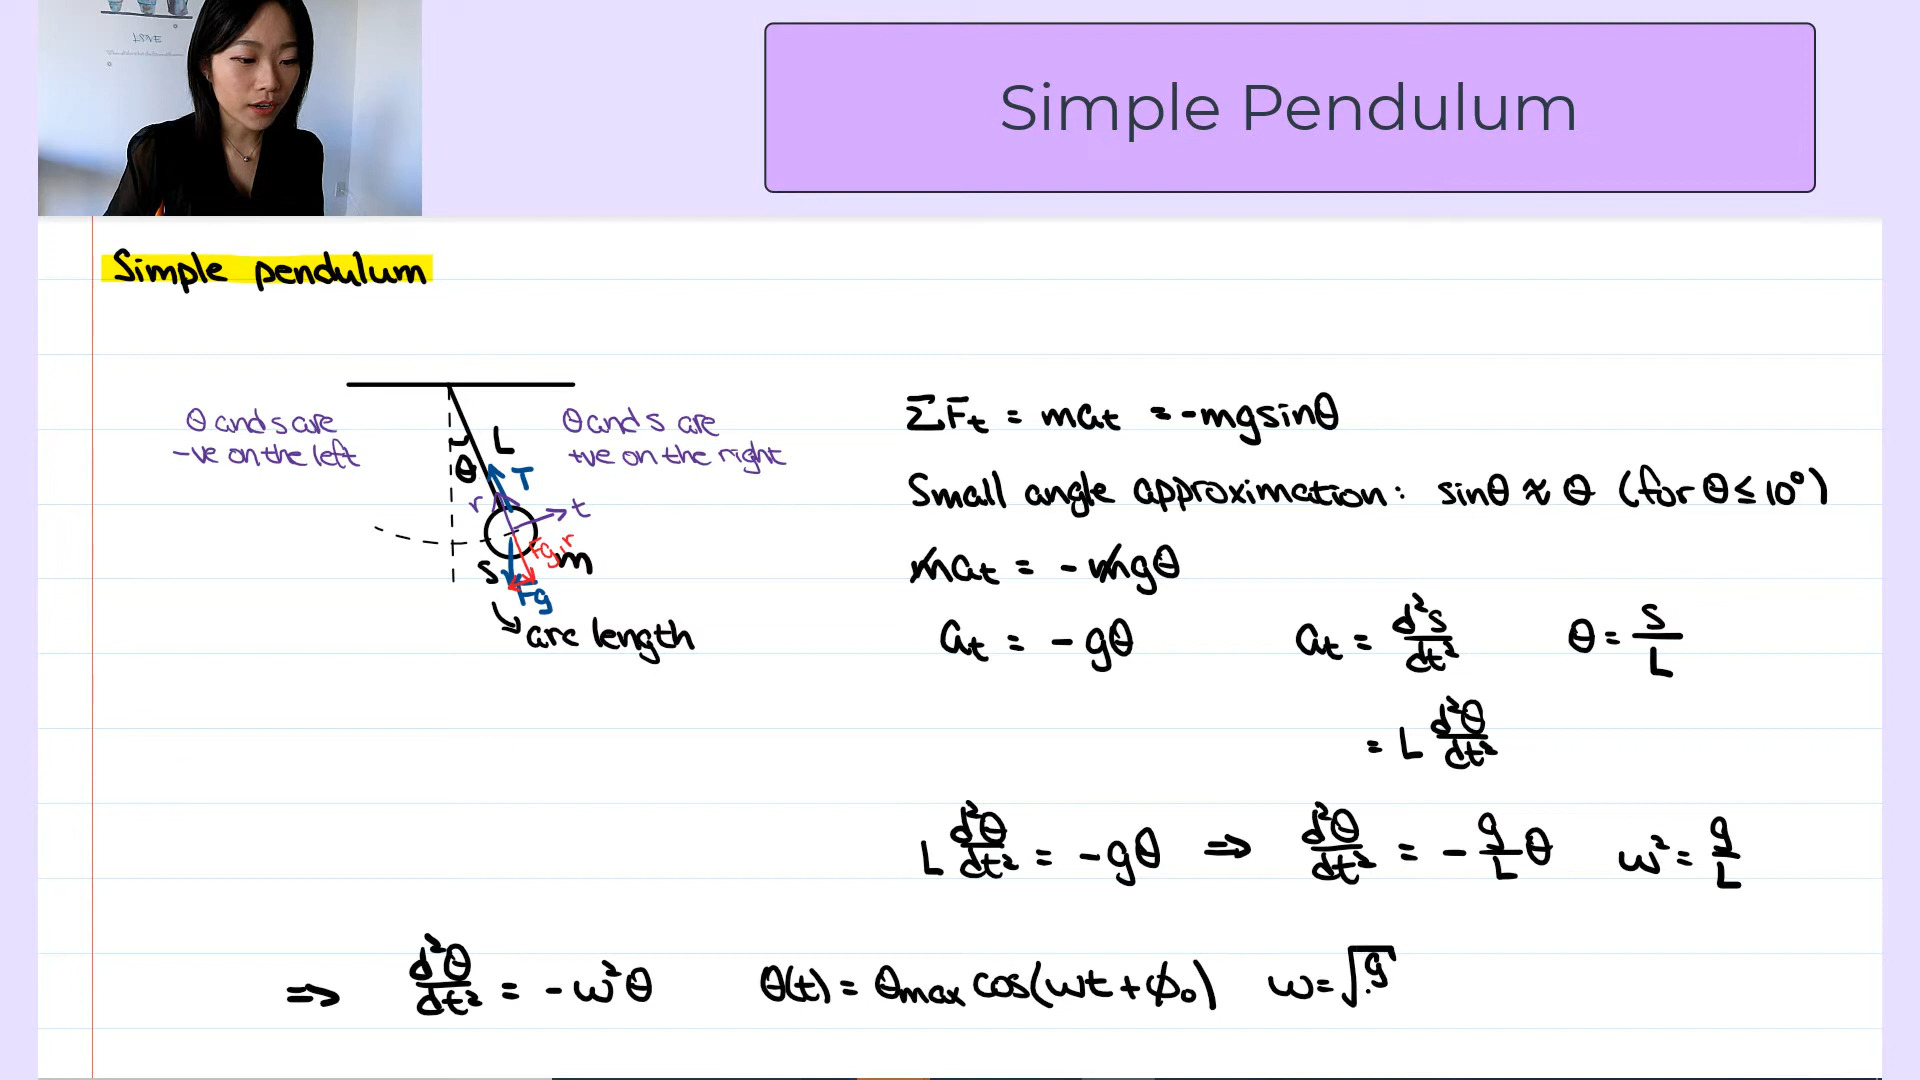 LOVE
Simple Pendulum
Simple pendulum
θ and s are
-ve on the left
θ and s are
+ve on the right
L
θ
T
r
t
Fg,r
m
s
Fg
arc length
ΣFt = mat = -mgsinθ
Small angle approximation: sinθ ≈ θ (for θ ≤ 10°)
mat = -mgθ
at = -gθ   at = d²s/dt²   θ = s/L
= L d²θ/dt²
L d²θ/dt² = -gθ ⇒ d²θ/dt² = -g/L θ   ω² = g/L
⇒ d²θ/dt² = -ω²θ   θ(t) = θmax cos(ωt + ϕ₀)   ω = √g